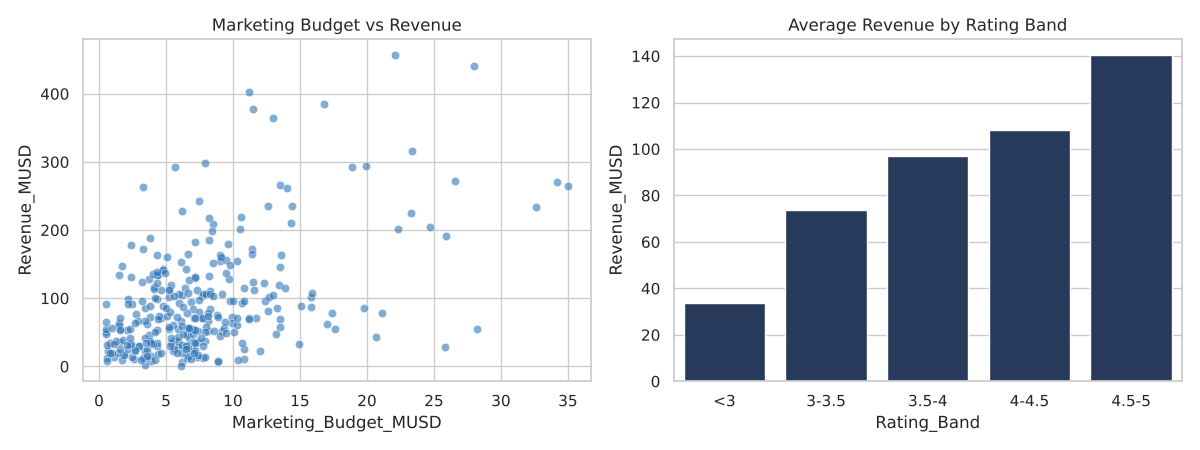 Marketing Budget vs Revenue
Revenue_MUSD
400
300
200
100
0
0 5 10 15 20 25 30 35
Marketing_Budget_MUSD
Average Revenue by Rating Band
Revenue_MUSD
140
120
100
80
60
40
20
0
<3 3-3.5 3.5-4 4-4.5 4.5-5
Rating_Band